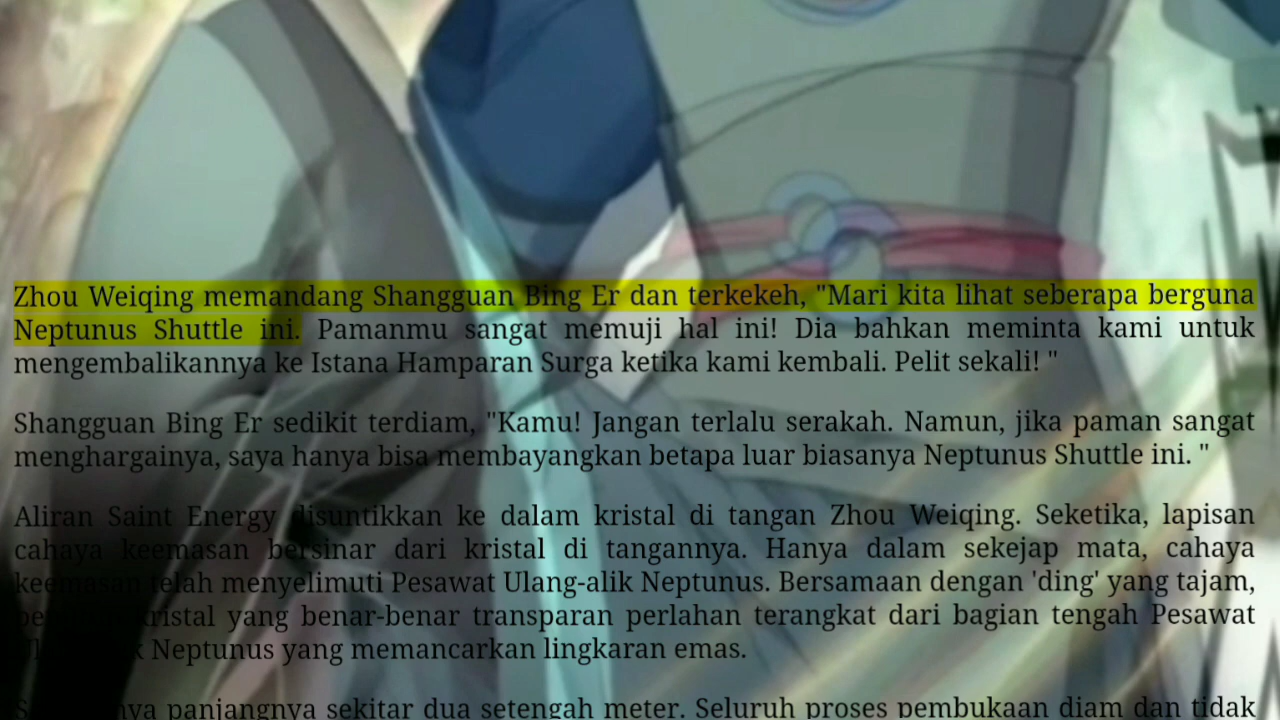 Zhou Weiqing memandang Shangguan Bing Er dan terkekeh, "Mari kita lihat seberapa berguna
Neptunus Shuttle ini. Pamanmu sangat memuji hal ini! Dia bahkan meminta kami untuk
mengembalikannya ke Istana Hamparan Surga ketika kami kembali. Pelit sekali! "
Shangguan Bing Er sedikit terdiam, "Kamu! Jangan terlalu serakah. Namun, jika paman sangat
menghargainya, saya hanya bisa membayangkan betapa luar biasanya Neptunus Shuttle ini. "
Aliran Saint Energy disuntikkan ke dalam kristal di tangan Zhou Weiqing. Seketika, lapisan
cahaya keemasan bersinar dari kristal di tangannya. Hanya dalam sekejap mata, cahaya
keemasan telah menyelimuti Pesawat Ulang-alik Neptunus. Bersamaan dengan 'ding' yang tajam,
kristal yang benar-benar transparan perlahan terangkat dari bagian tengah Pesawat
Neptunus yang memancarkan lingkaran emas.
panjangnya sekitar dua setengah meter. Seluruh proses pembukaan diam dan tidak